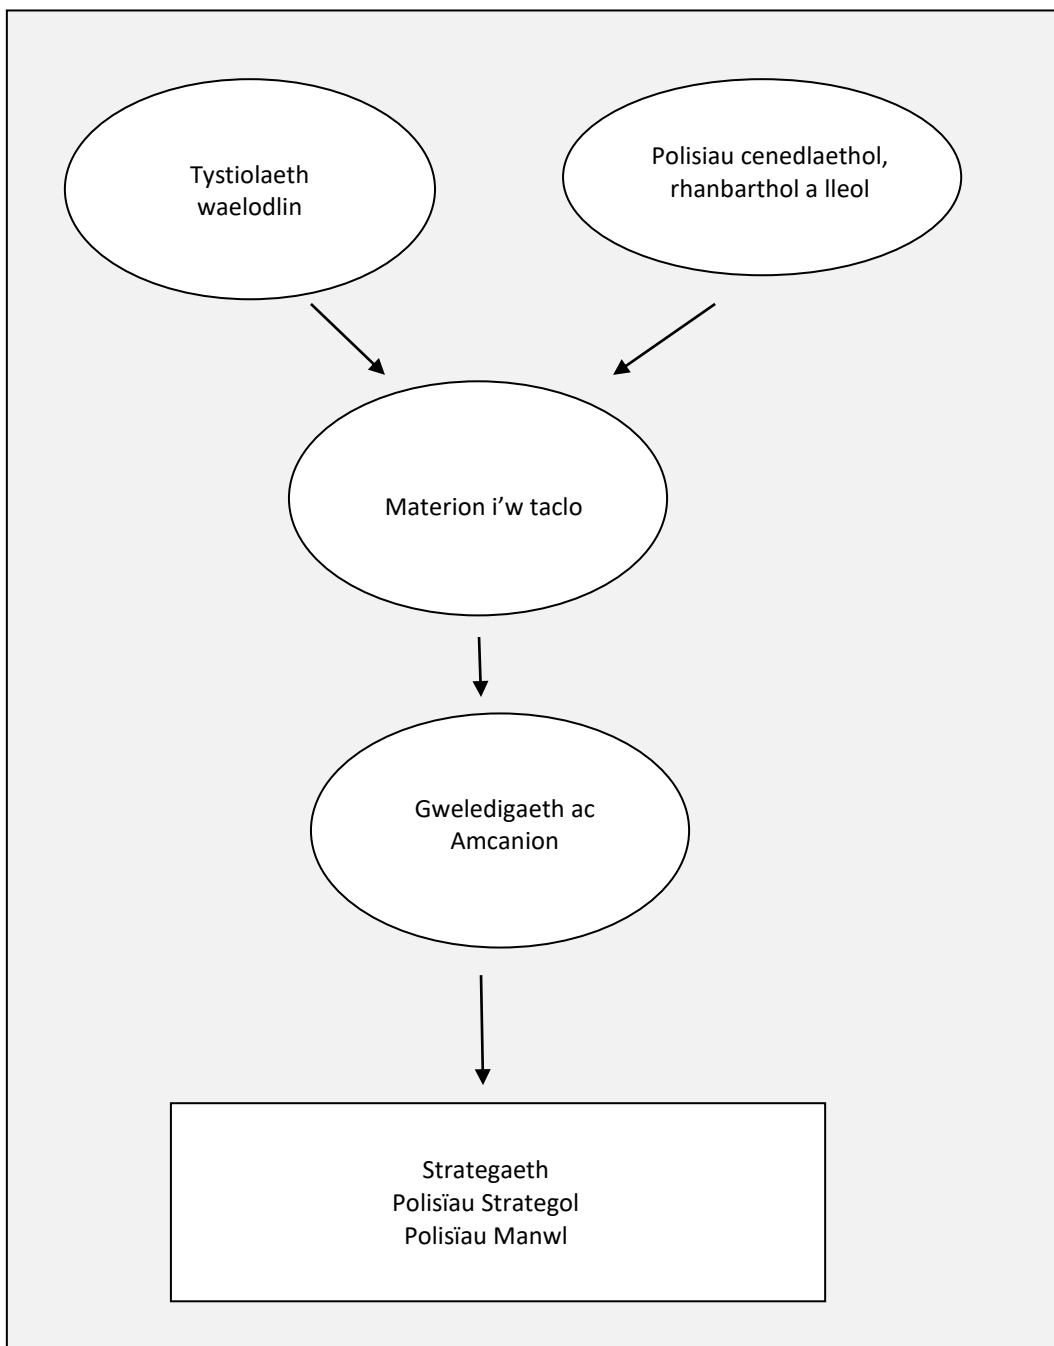 Tystiolaeth
waelodlin
Polisiau cenedlaethol,
rhanbarthol a lleol
Materion i’w taclo
Gweledigaeth ac
Amcanion
Strategaeth
Polisïau Strategol
Polisïau Manwl